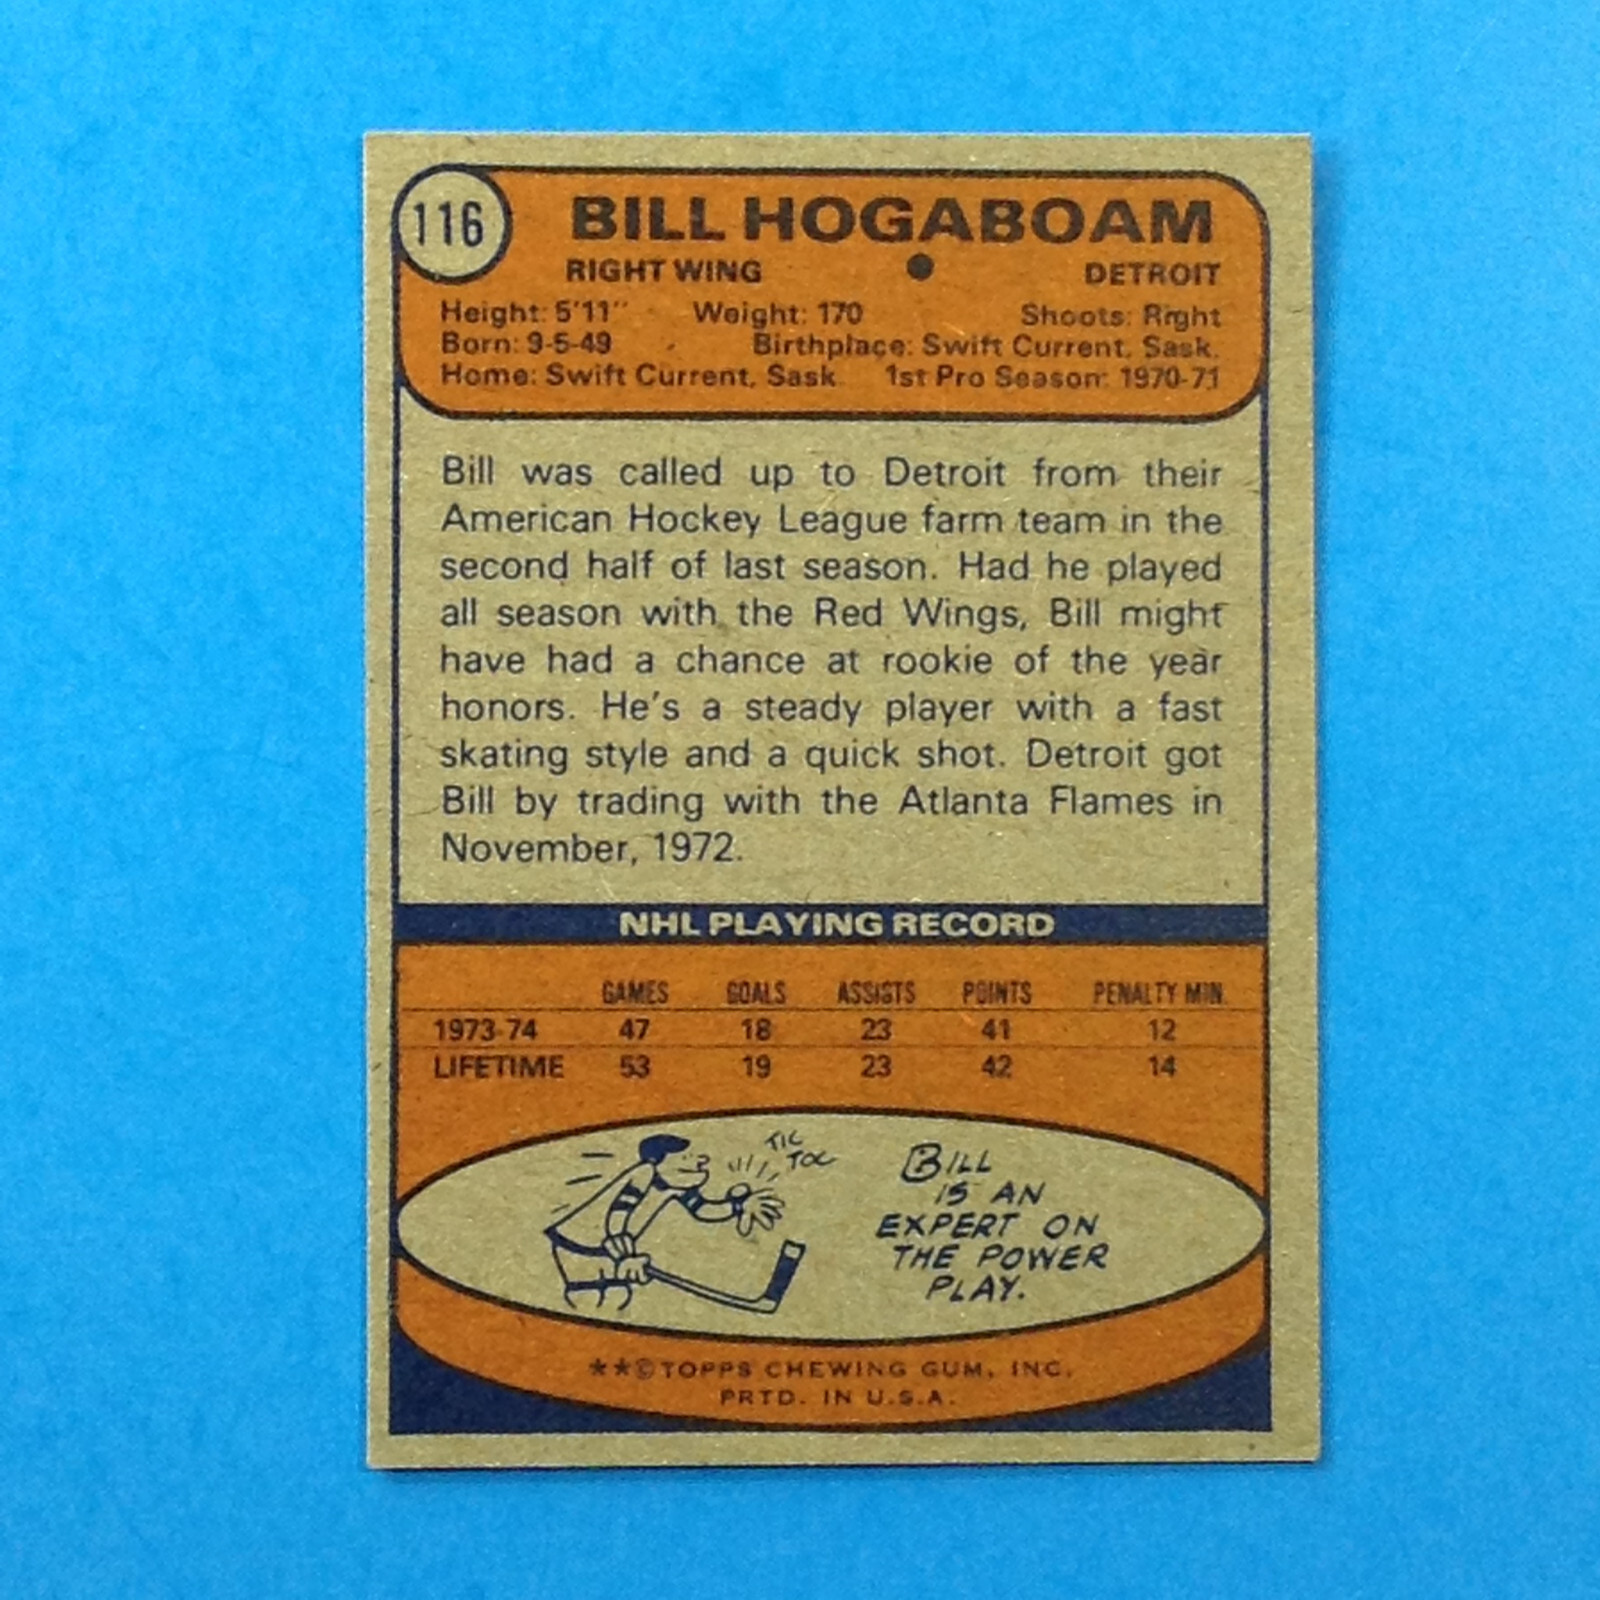 116
BILL HOGABOAM
RIGHT WING ● DETROIT
Height: 5'11" Weight: 170 Shoots: Right
Born: 9-5-49 Birthplace: Swift Current, Sask.
Home: Swift Current, Sask. 1st Pro Season: 1970-71
Bill was called up to Detroit from their
American Hockey League farm team in the
second half of last season. Had he played
all season with the Red Wings, Bill might
have had a chance at rookie of the year
honors. He's a steady player with a fast
skating style and a quick shot. Detroit got
Bill by trading with the Atlanta Flames in
November, 1972.
NHL PLAYING RECORD
GAMES GOALS ASSISTS POINTS PENALTY MIN.
1973-74 47 18 23 41 12
LIFETIME 53 19 23 42 14
TIC
TOC
BILL
IS AN
EXPERT ON
THE POWER
PLAY.
**©TOPPS CHEWING GUM, INC.
PRTD. IN U.S.A.